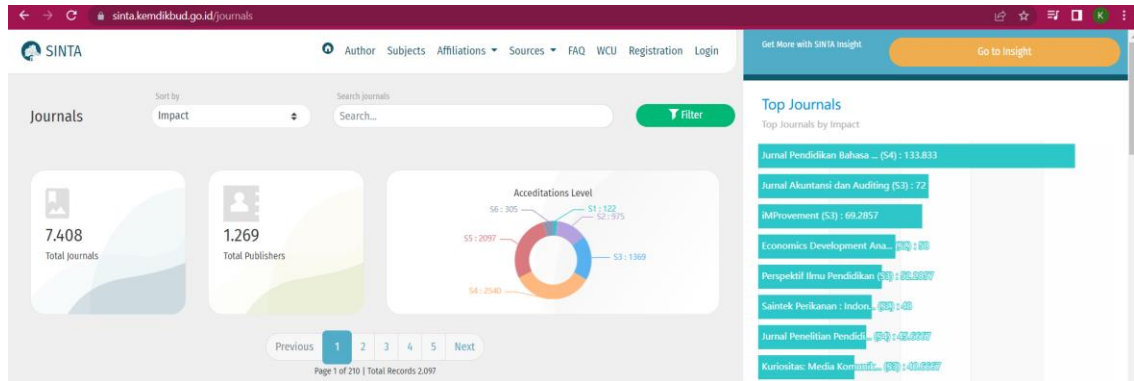 sinta.kemdikbud.go.id/journals
K
SINTA
Author Subjects Affiliations Sources FAQ WCU Registration Login
Get More with SINTA Insight
Go to Insight
Journals
Sort by
Impact
Search journals
Search...
Filter
7.408
Total Journals
1.269
Total Publishers
Acceditations Level
S6 : 305
S1 : 122
S2 : 975
S5 : 2097
S3 : 1369
S4 : 2540
Previous 1 2 3 4 5 Next
Page 1 of 210 | Total Records 2.097
Top Journals
Top Journals by Impact
Jurnal Pendidikan Bahasa ... (S4) : 133.833
Jurnal Akuntansi dan Auditing (S3) : 72
iMProvement (S3) : 69.2857
Economics Development Ana...
Perspektif Ilmu Pendidikan
Saintek Perikanan : Indon...
Jurnal Penelitian Pendidi...
Kuriositas: Media Komunik...